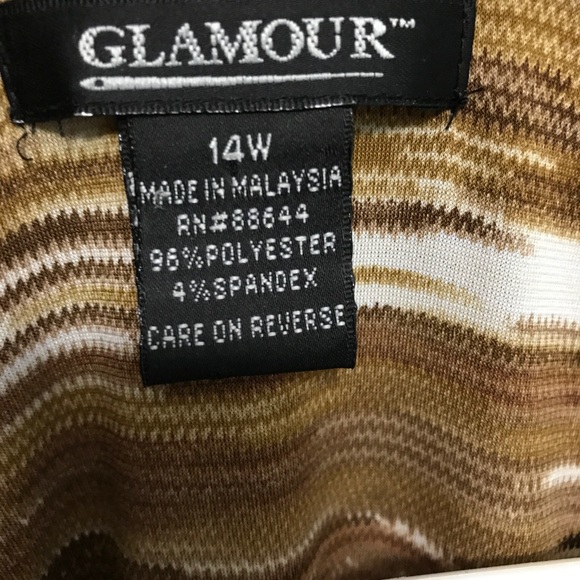 GLAMOUR™
14W
MADE IN MALAYSIA
RN#88644
96%POLYESTER
4%SPANDEX
CARE ON REVERSE